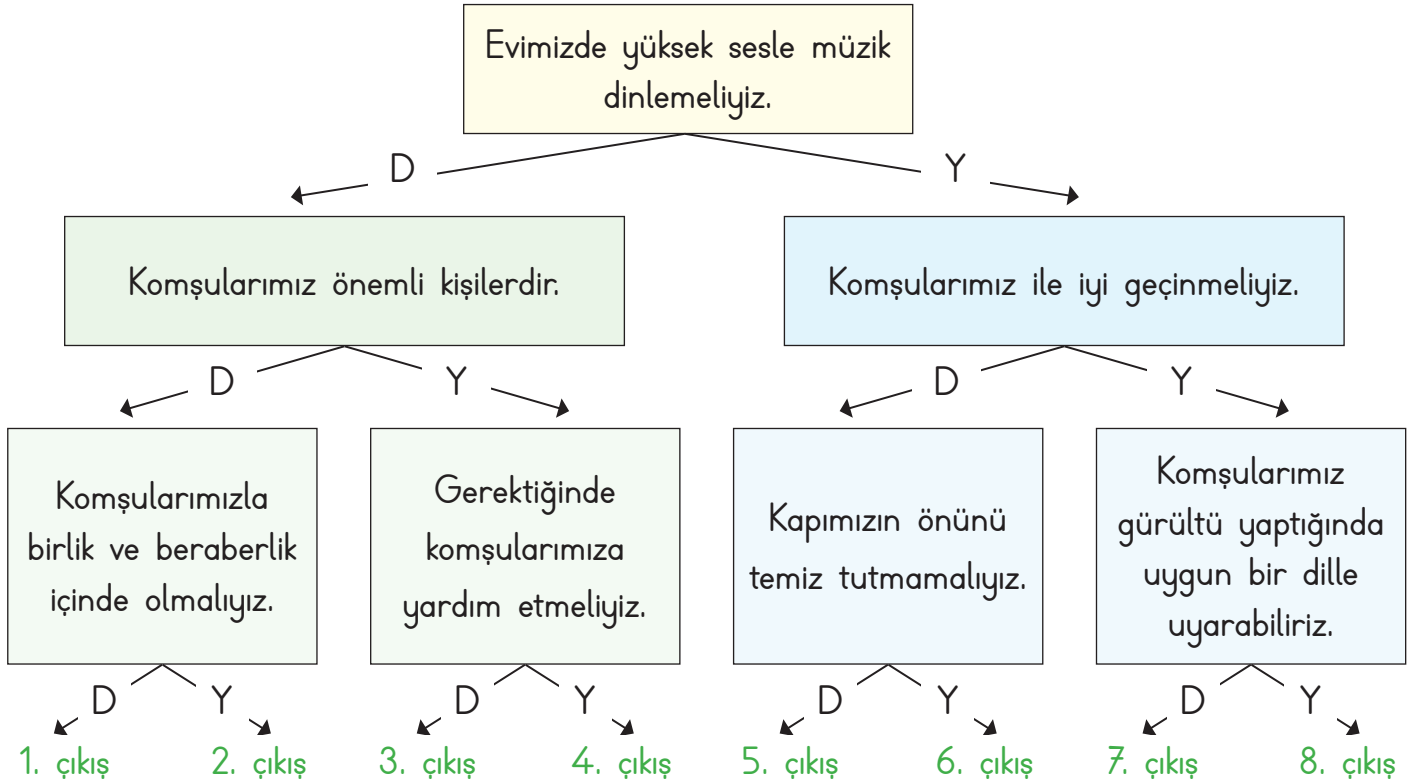 Evimizde yüksek sesle müzik
dinlemeliyiz.
D
Y
Komşularımız önemli kişilerdir.
Komşularımız ile iyi geçinmeliyiz.
D
Y
D
Y
Komşularımızla
birlik ve beraberlik
içinde olmalıyız.
Gerektiğinde
komşularımıza
yardım etmeliyiz.
Kapımızın önünü
temiz tutmamalıyız.
Komşularımız
gürültü yaptığında
uygun bir dille
uyarabiliriz.
D
Y
D
Y
D
Y
D
Y
1. çıkış
2. çıkış
3. çıkış
4. çıkış
5. çıkış
6. çıkış
7. çıkış
8. çıkış